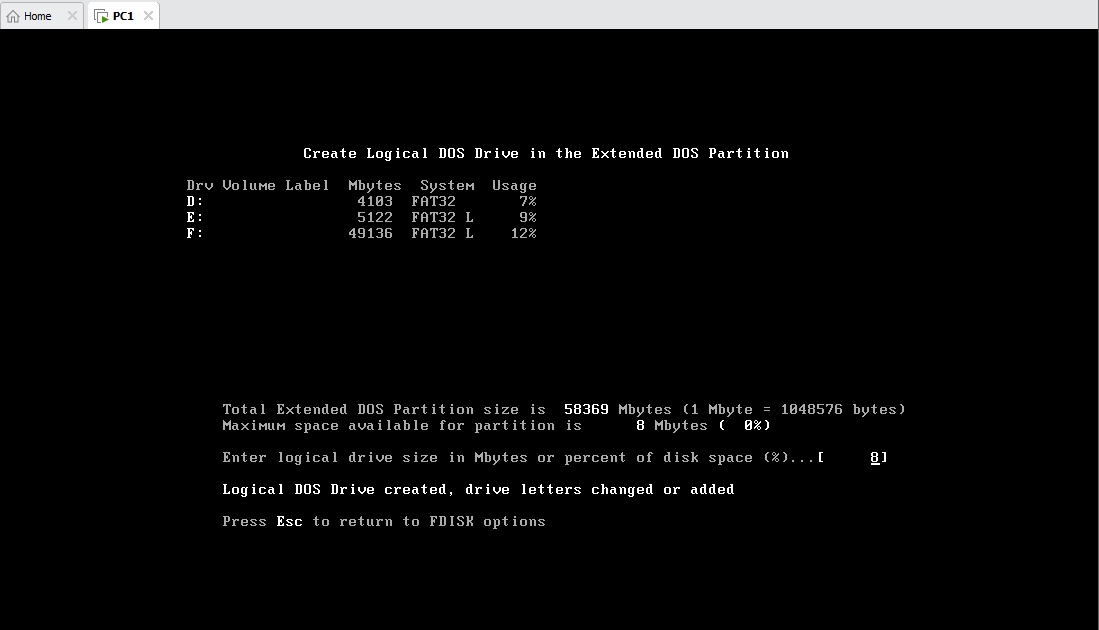 Home
PC1
Create Logical DOS Drive in the Extended DOS Partition
Drv Volume Label  Mbytes  System  Usage
D:  4103  FAT32  7%
E:  5122  FAT32 L  9%
F:  49136  FAT32 L  12%
Total Extended DOS Partition size is  58369 Mbytes (1 Mbyte = 1048576 bytes)
Maximum space available for partition is  8 Mbytes (  0%)
Enter logical drive size in Mbytes or percent of disk space (%)...[     8]
Logical DOS Drive created, drive letters changed or added
Press Esc to return to FDISK options